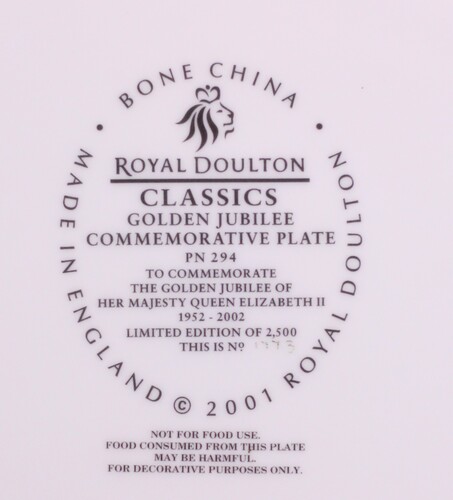 BONE CHINA
ROYAL DOULTON
CLASSICS
GOLDEN JUBILEE
COMMEMORATIVE PLATE
PN 294
TO COMMEMORATE
THE GOLDEN JUBILEE OF
HER MAJESTY QUEEN ELIZABETH II
1952 - 2002
LIMITED EDITION OF 2,500
THIS IS Nº
MADE IN ENGLAND © 2001 ROYAL DOULTON
NOT FOR FOOD USE.
FOOD CONSUMED FROM THIS PLATE
MAY BE HARMFUL.
FOR DECORATIVE PURPOSES ONLY.